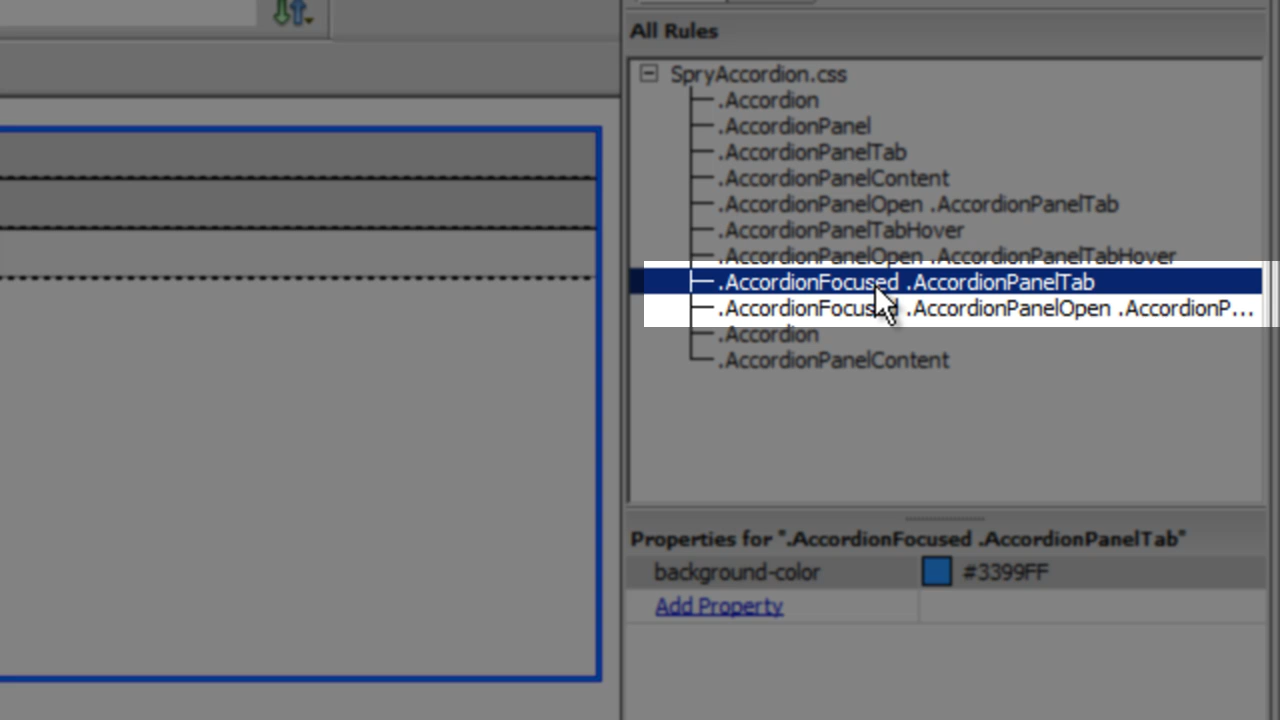 All Rules
SpryAccordion.css
.Accordion
.AccordionPanel
.AccordionPanelTab
.AccordionPanelContent
.AccordionPanelOpen .AccordionPanelTab
.AccordionPanelTabHover
.AccordionPanelOpen .AccordionPanelTabHover
.AccordionFocused .AccordionPanelTab
.AccordionFocused .AccordionPanelOpen .AccordionP...
.Accordion
.AccordionPanelContent
Properties for ".AccordionFocused .AccordionPanelTab"
background-color #3399FF
Add Property